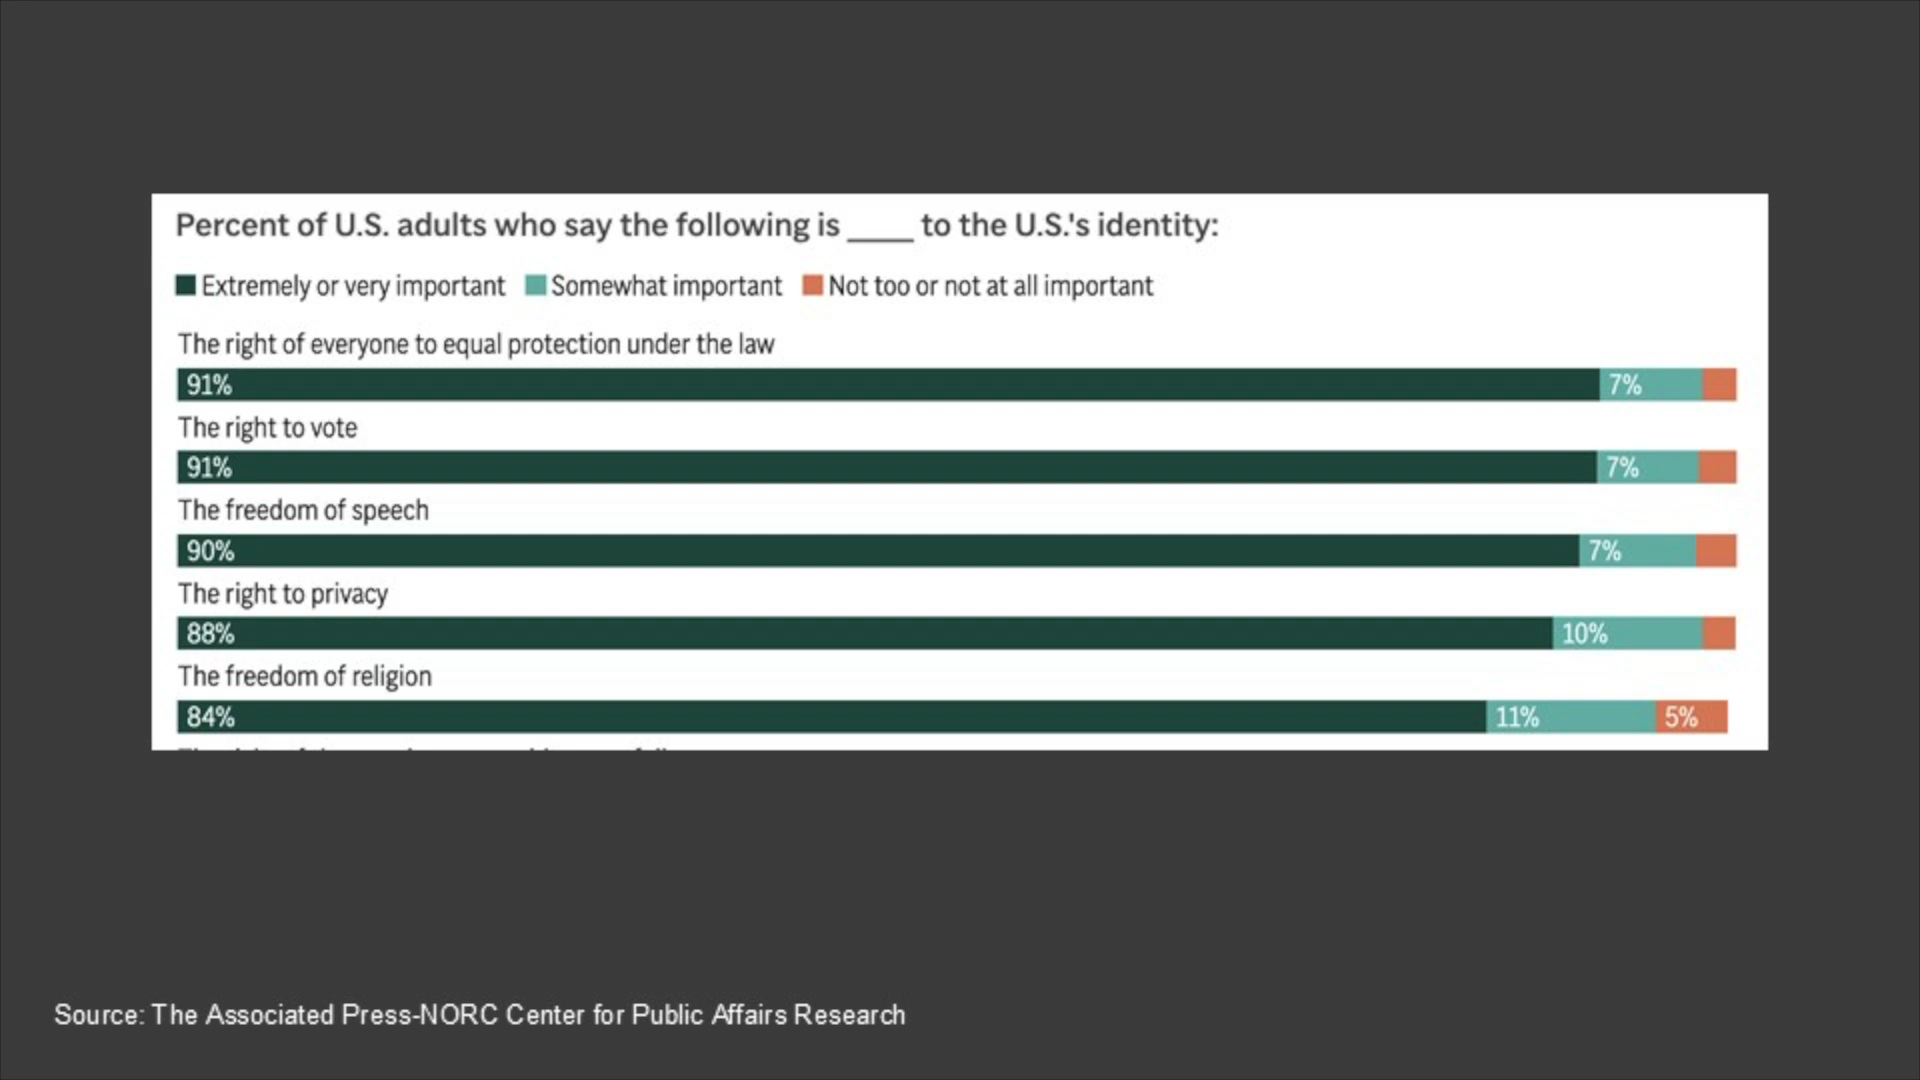 Percent of U.S. adults who say the following is ____ to the U.S.'s identity:
Extremely or very important Somewhat important Not too or not at all important
The right of everyone to equal protection under the law
91% 7%
The right to vote
91% 7%
The freedom of speech
90% 7%
The right to privacy
88% 10%
The freedom of religion
84% 11% 5%
Source: The Associated Press-NORC Center for Public Affairs Research